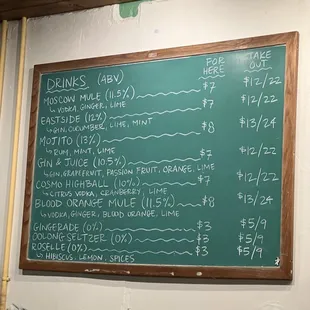 FOR HERE TAKE OUT
DRINKS (ABV)
MOSCOW MULE (11.5%) $7 $12/22
↳ VODKA, GINGER, LIME
EASTSIDE (12%) $7 $12/22
↳ GIN, CUCUMBER, LIME, MINT
MOJITO (13%) $8 $13/24
↳ RUM, MINT, LIME
GIN & JUICE (10.5%) $7 $12/22
↳ GIN, GRAPEFRUIT, PASSION FRUIT, ORANGE, LIME
COSMO HIGHBALL (10%) $7 $12/22
↳ CITRUS VODKA, CRANBERRY, LIME
BLOOD ORANGE MULE (11.5%) $8 $13/24
↳ VODKA, GINGER, BLOOD ORANGE, LIME
GINGERADE (0%) $3 $5/9
OOLONG SELTZER (0%) $3 $5/9
ROSELLE (0%) $3 $5/9
↳ HIBISCUS, LEMON, SPICES